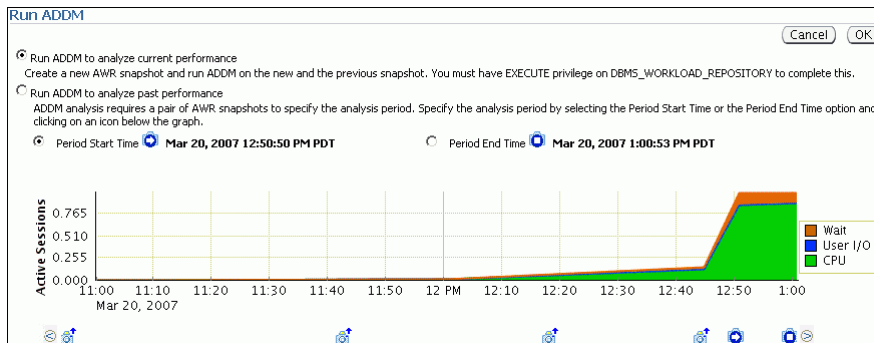 Run ADDM
Cancel
OK
Run ADDM to analyze current performance
Create a new AWR snapshot and run ADDM on the new and the previous snapshot. You must have EXECUTE privilege on DBMS_WORKLOAD_REPOSITORY to complete this.
Run ADDM to analyze past performance
ADDM analysis requires a pair of AWR snapshots to specify the analysis period. Specify the analysis period by selecting the Period Start Time or the Period End Time option and
clicking on an icon below the graph.
Period Start Time Mar 20, 2007 12:50:50 PM PDT
Period End Time Mar 20, 2007 1:00:53 PM PDT
Active Sessions
0.765
0.510
0.255
0.000
11:00 11:10 11:20 11:30 11:40 11:50 12 PM 12:10 12:20 12:30 12:40 12:50 1:00
Mar 20, 2007
Wait
User I/O
CPU